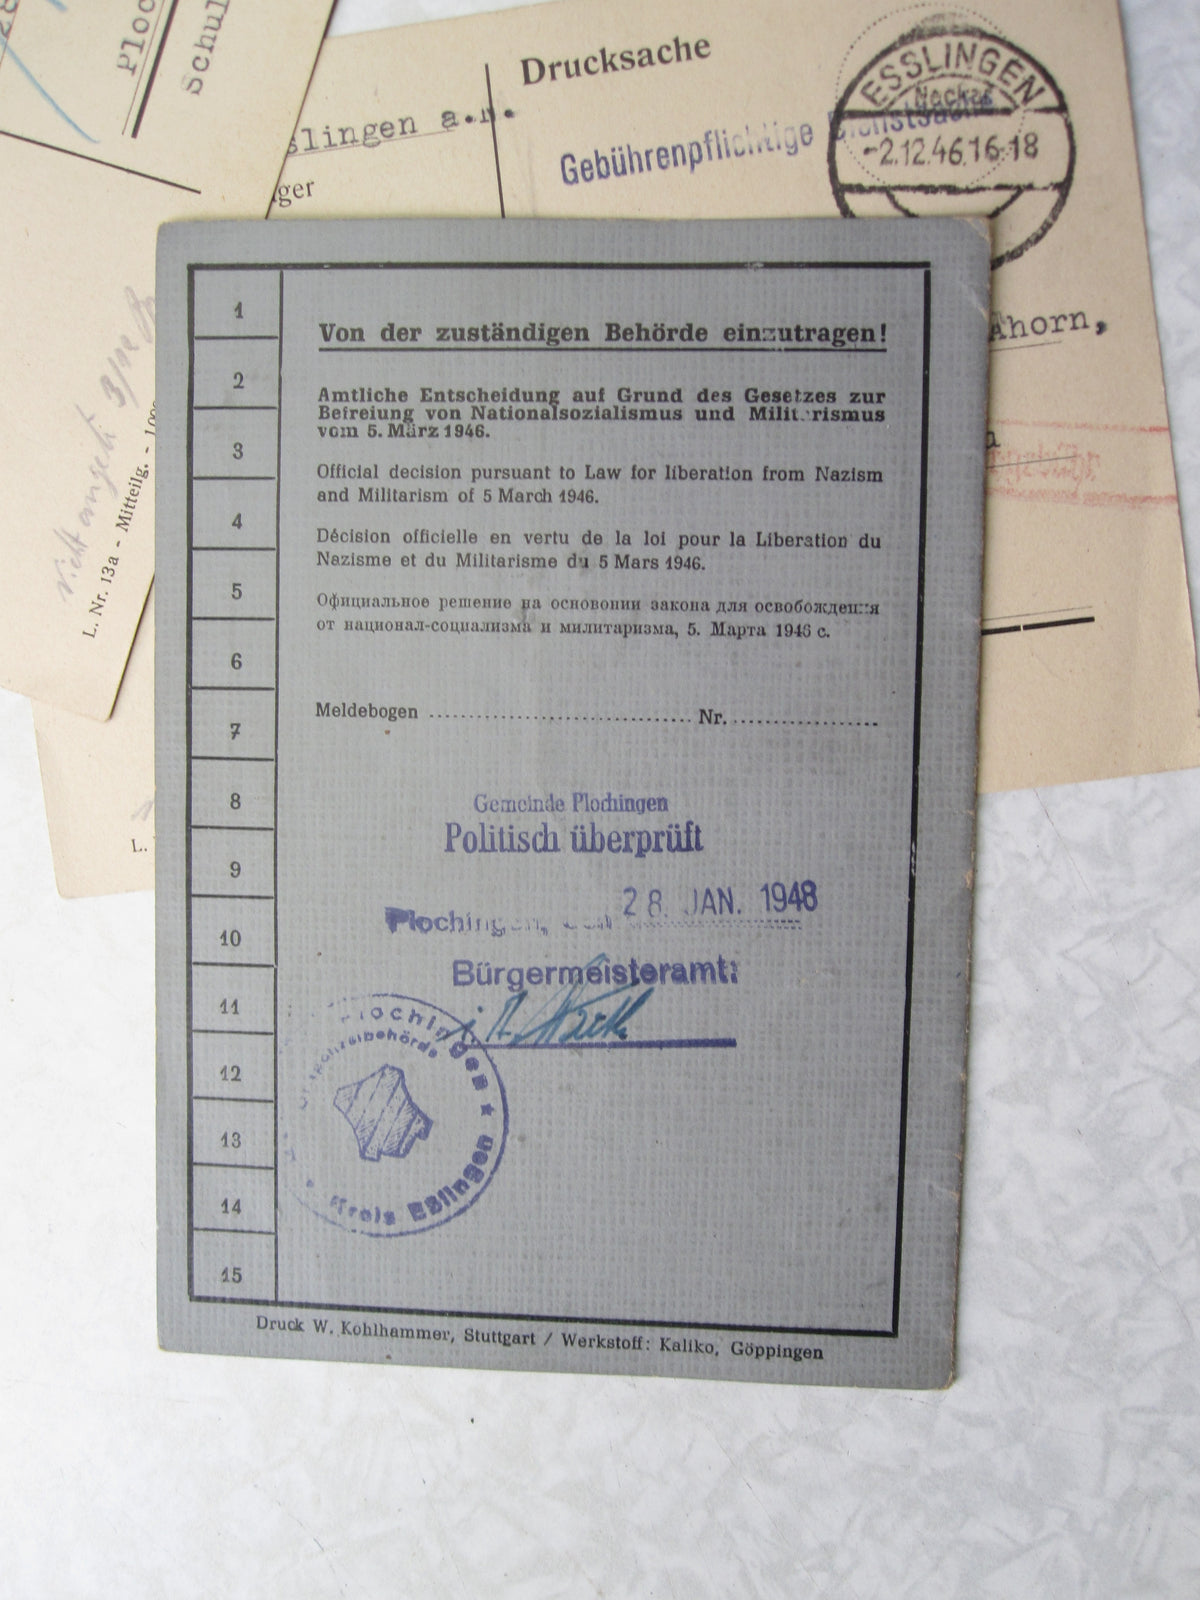 Ploc
Schul
Drucksache
slingen a.n.
ger
Gebührenpflichtige Dienstsache
ESSLINGEN
Neckar
-2.12.46.16-18
Ahorn,
L. Nr. 13a - Mitteilg. -
L.
1
2
3
4
5
6
7
8
9
10
11
12
13
14
15
Von der zuständigen Behörde einzutragen!
Amtliche Entscheidung auf Grund des Gesetzes zur
Befreiung von Nationalsozialismus und Militarismus
vom 5. März 1946.
Official decision pursuant to Law for liberation from Nazism
and Militarism of 5 March 1946.
Décision officielle en vertu de la loi pour la Liberation du
Nazisme et du Militarisme du 5 Mars 1946.
Официальное решение на основонии закона для освобождения
от национал-социализма и милитаризма, 5. Марта 1946 с.
Meldebogen ........................................ Nr. ....................
Gemeinde Plochingen
Politisch überprüft
Plochingen, den 28. JAN. 1948
Bürgermeisteramt:
Plochingen
Ortspolizeibehörde
Kreis Eßlingen
Druck W. Kohlhammer, Stuttgart / Werkstoff: Kaliko, Göppingen